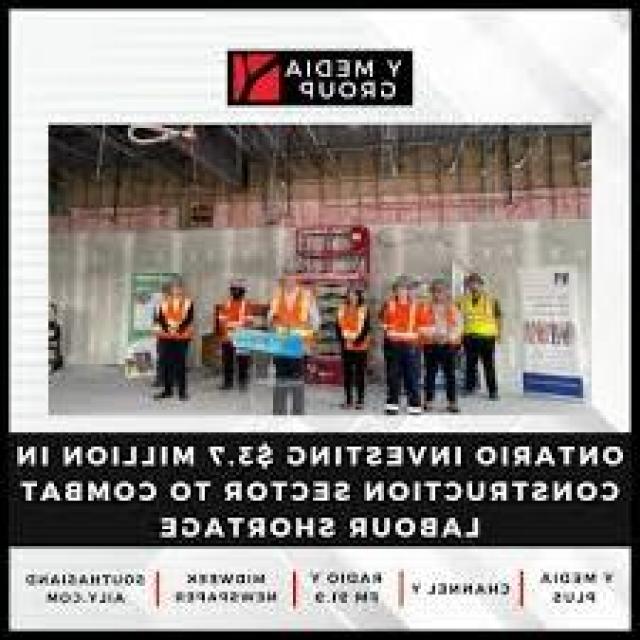 Y MEDIA
GROUP
ONTARIO INVESTING $3.7 MILLION IN
CONSTRUCTION SECTOR TO COMBAT
LABOUR SHORTAGE
Y MEDIA
PLUS
CHANNEL Y
RADIO Y
FM 91.9
MIDWEEK
NEWSPAPER
SOUTHASIAND
AILY.COM